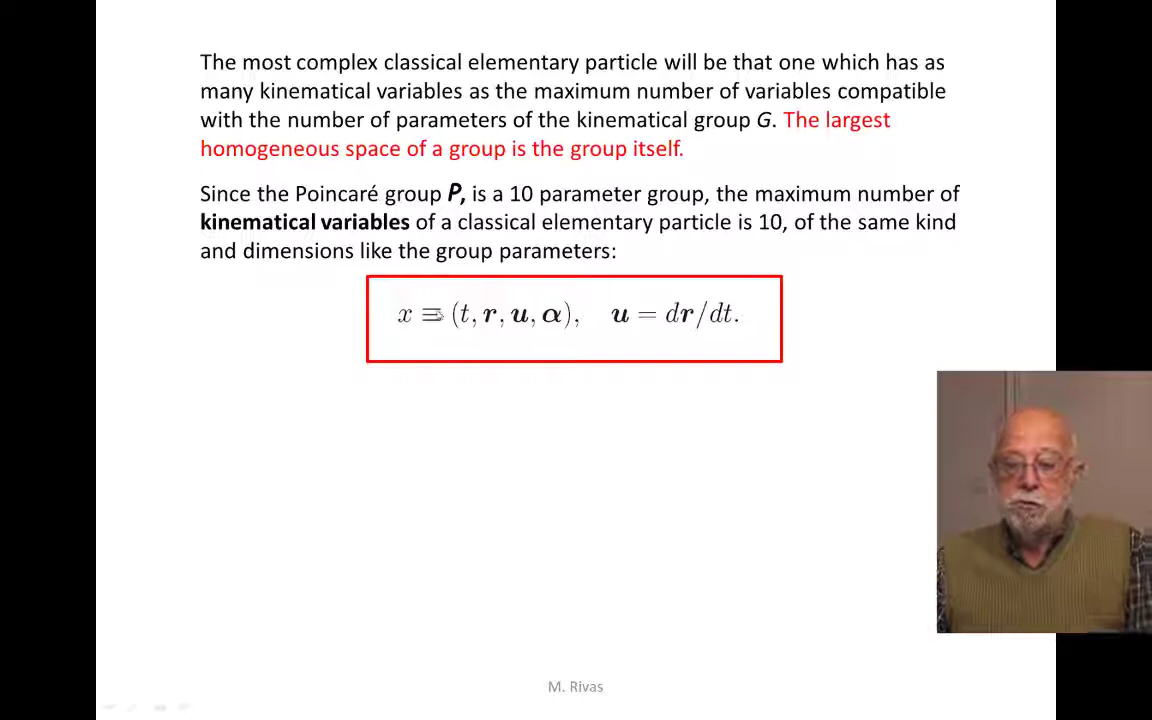 The most complex classical elementary particle will be that one which has as
many kinematical variables as the maximum number of variables compatible
with the number of parameters of the kinematical group G. The largest
homogeneous space of a group is the group itself.
Since the Poincaré group P, is a 10 parameter group, the maximum number of
kinematical variables of a classical elementary particle is 10, of the same kind
and dimensions like the group parameters:
x ≡ (t, r, u, α), u = dr/dt.
M. Rivas